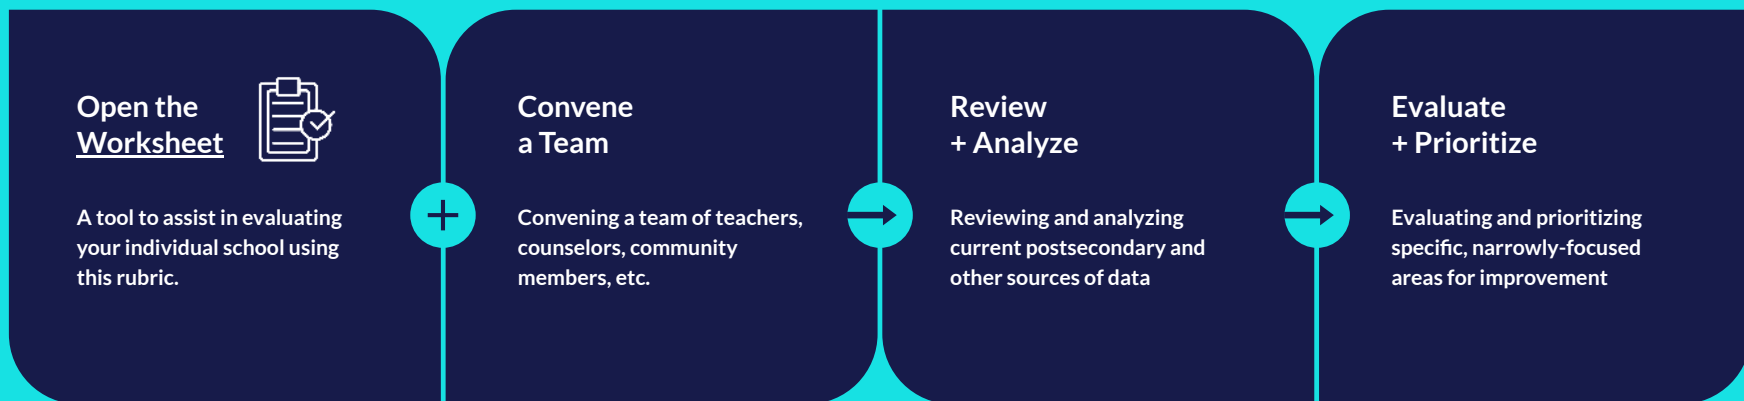 Open the
Worksheet
A tool to assist in evaluating
your individual school using
this rubric.
+
Convene
a Team
Convening a team of teachers,
counselors, community
members, etc.
Review
+ Analyze
Reviewing and analyzing
current postsecondary and
other sources of data
Evaluate
+ Prioritize
Evaluating and prioritizing
specific, narrowly-focused
areas for improvement